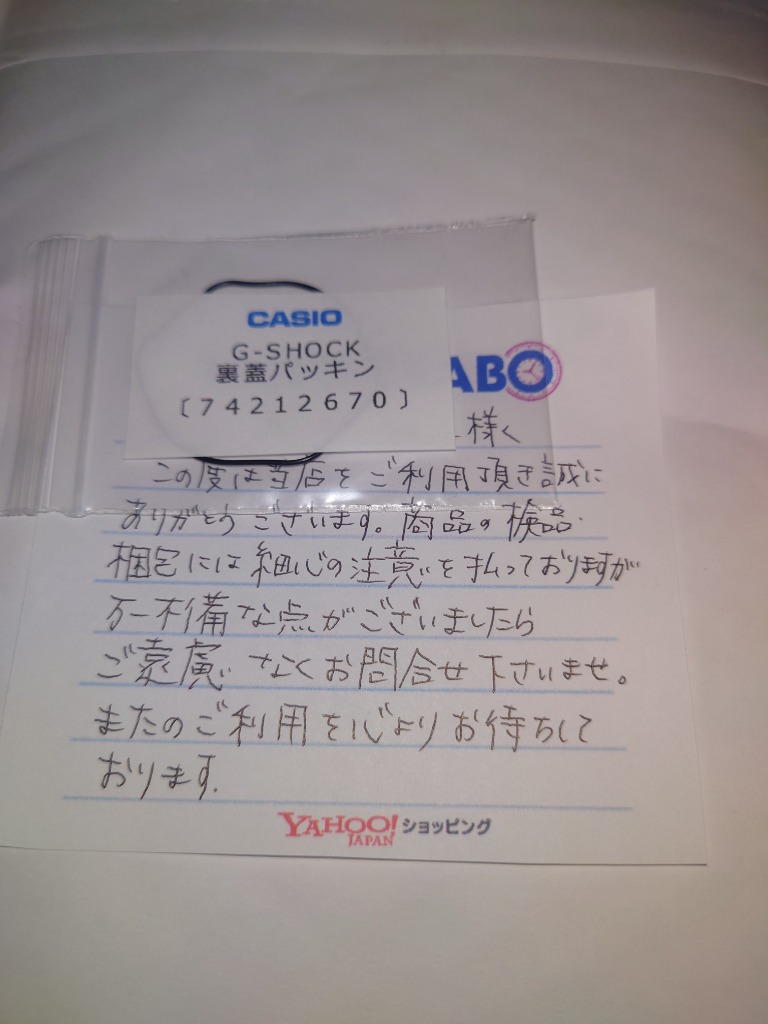 CASIO
G-SHOCK
裏蓋パッキン
〔74212670〕
ABO
様
この度は当店をご利用頂き誠に
ありがとうございます。商品の検品・
梱包には細心の注意を払っておりますが
万一不備な点がございましたら
ご遠慮なくお問合せ下さいませ。
またのご利用を心よりお待ちして
おります.
YAHOO!ショッピング
JAPAN